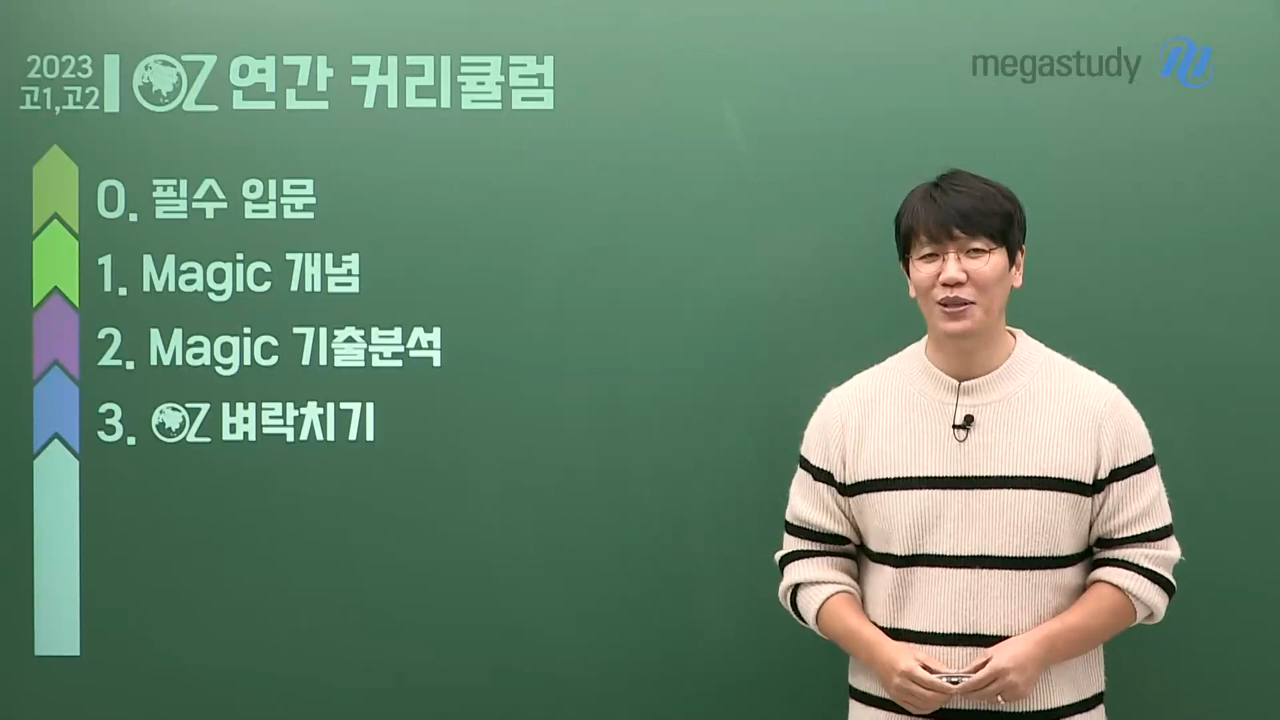 2023
고1,고2
OZ 연간 커리큘럼
megastudy
0. 필수 입문
1. Magic 개념
2. Magic 기출분석
3. OZ 벼락치기